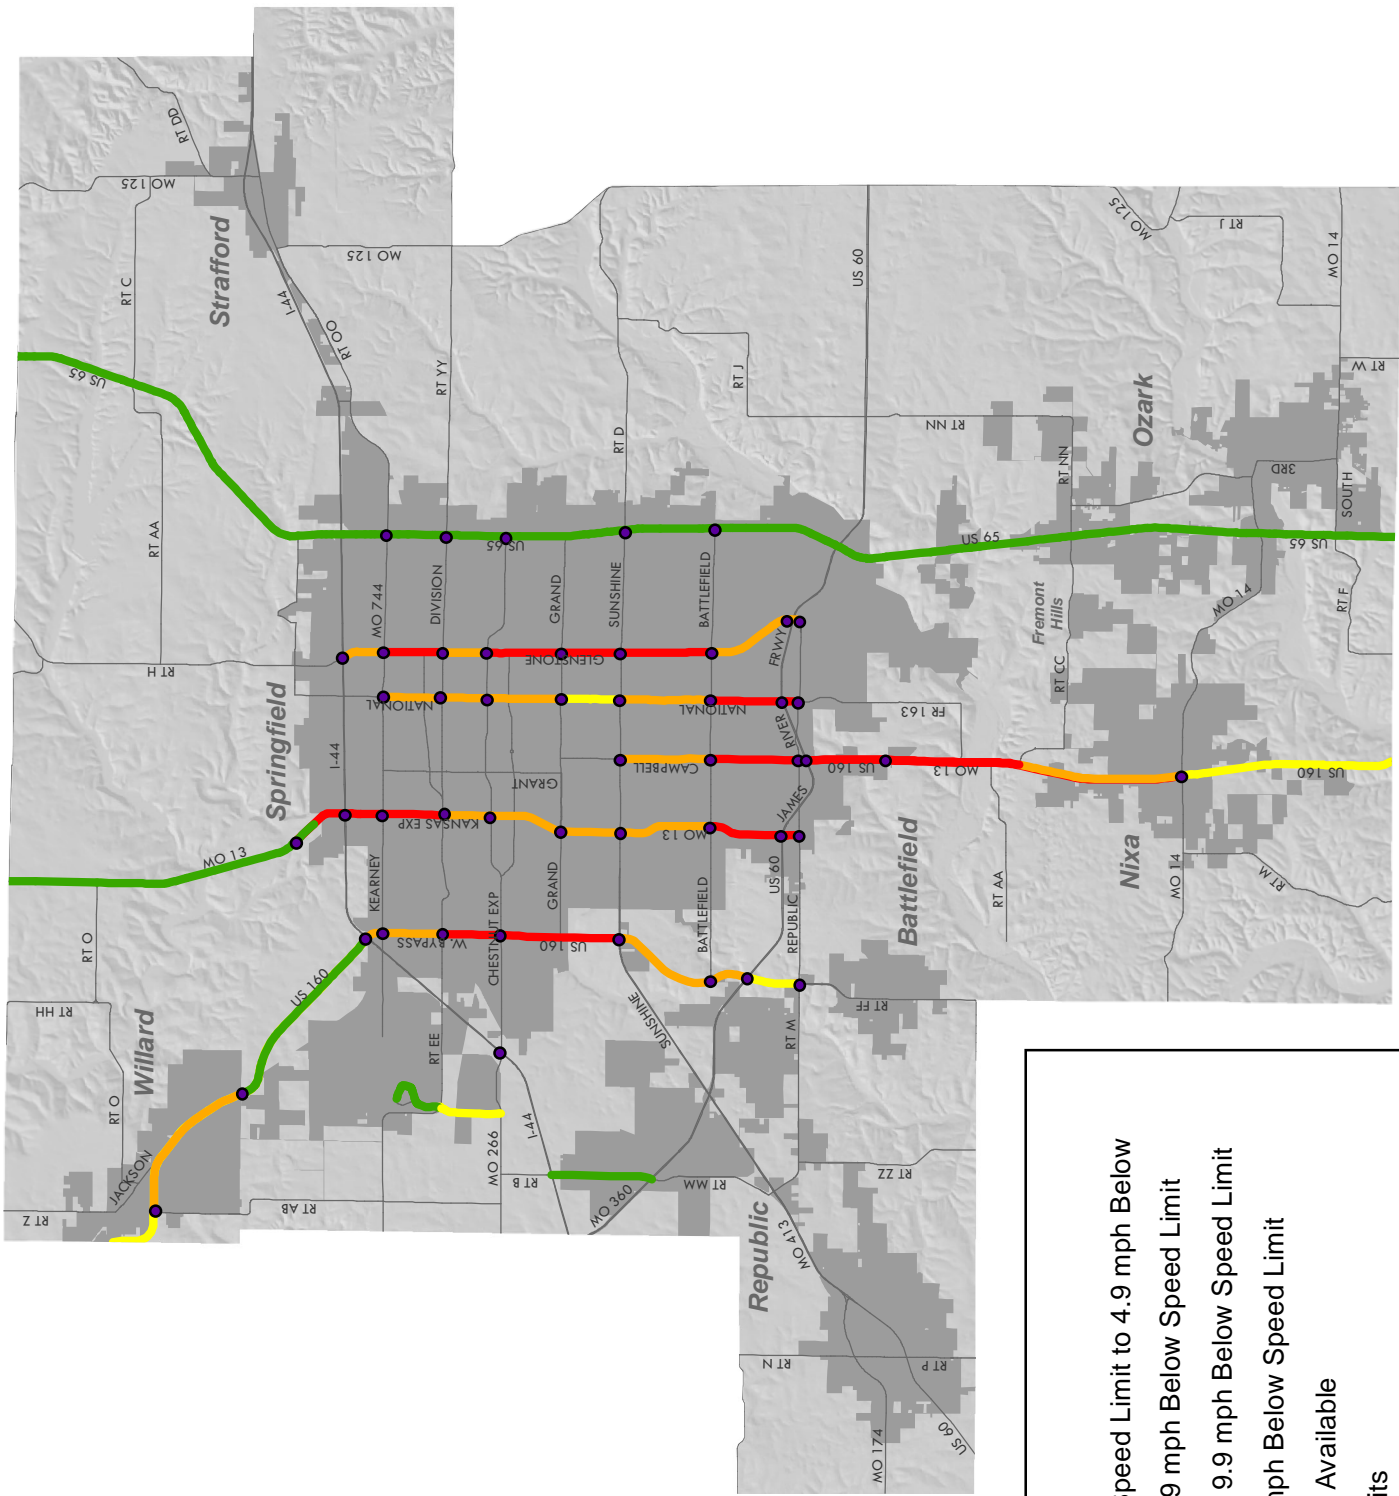 RT DD
MO 125
RT C
Strafford
I-44
RT OO
MO 125
US 65
RT YY
RT J
US 60
MO 125
RT J
MO 14
RT W
RT AA
RT D
RT NN
RT NN
Ozark
3RD
SOUTH
US 65
US 65
US 65
RT F
MO 14
Fremont
Hills
RT CC
RT H
Springfield
MO 744
DIVISION
GRAND
SUNSHINE
BATTLEFIELD
GLENSTONE
FRWY
NATIONAL
NATIONAL
RIVER
FR 163
I-44
CAMPBELL
US 160
MO 13
US 160
GRANT
KANSAS EXP
MO 13
JAMES
MO 13
KEARNEY
GRAND
CHESTNUT EXP
BATTLEFIELD
US 60
REPUBLIC
Battlefield
RT AA
Nixa
MO 14
RT M
W. BYPASS
US 160
RT O
RT HH
US 160
Willard
RT O
RT EE
SUNSHINE
RT M
RT FF
JACKSON
RT Z
RT AB
MO 266
I-44
RT B
MO 360
RT MM
RT ZZ
Republic
MO 413
RT N
RT P
MO 174
US 60
peed Limit to 4.9 mph Below
9 mph Below Speed Limit
9.9 mph Below Speed Limit
mph Below Speed Limit
Available